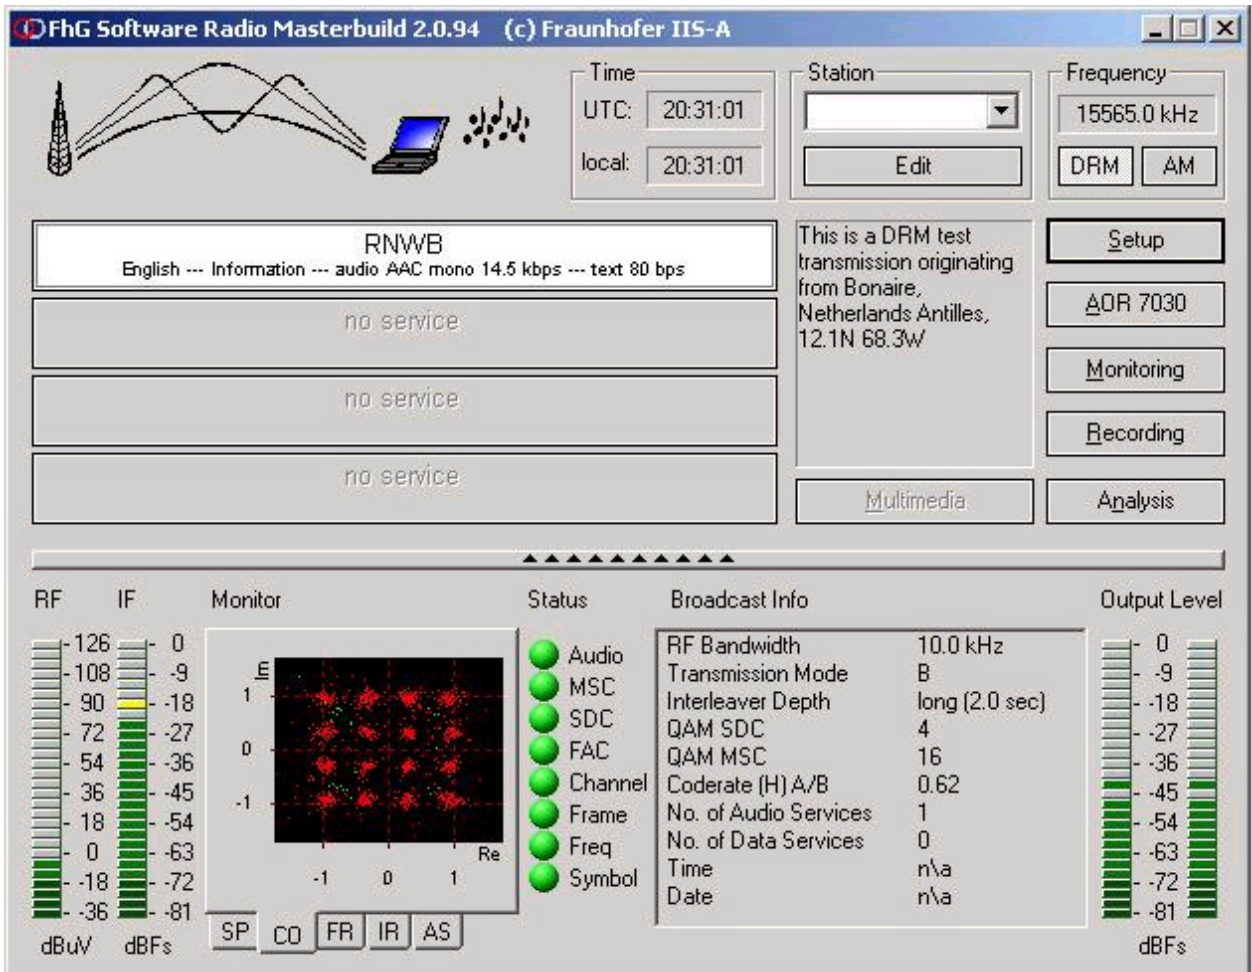 FhG Software Radio Masterbuild 2.0.94 (c) Fraunhofer IIS-A
Time
UTC: 20:31:01
local: 20:31:01
Station
Edit
Frequency
15565.0 kHz
DRM AM
RNWB
English --- Information --- audio AAC mono 14.5 kbps --- text 80 bps
no service
no service
no service
This is a DRM test
transmission originating
from Bonaire,
Netherlands Antilles,
12.1N 68.3W
Multimedia
Setup
AOR 7030
Monitoring
Recording
Analysis
RF
126
108
90
72
54
36
18
0
-18
-36
dBuV
IF
0
-9
-18
-27
-36
-45
-54
-63
-72
-81
dBFs
Monitor
Im
1
0
-1
-1 0 1
Re
SP CO FR IR AS
Status
Audio
MSC
SDC
FAC
Channel
Frame
Freq
Symbol
Broadcast Info
RF Bandwidth 10.0 kHz
Transmission Mode B
Interleaver Depth long (2.0 sec)
QAM SDC 4
QAM MSC 16
Coderate (H) A/B 0.62
No. of Audio Services 1
No. of Data Services 0
Time n\a
Date n\a
Output Level
0
-9
-18
-27
-36
-45
-54
-63
-72
-81
dBFs